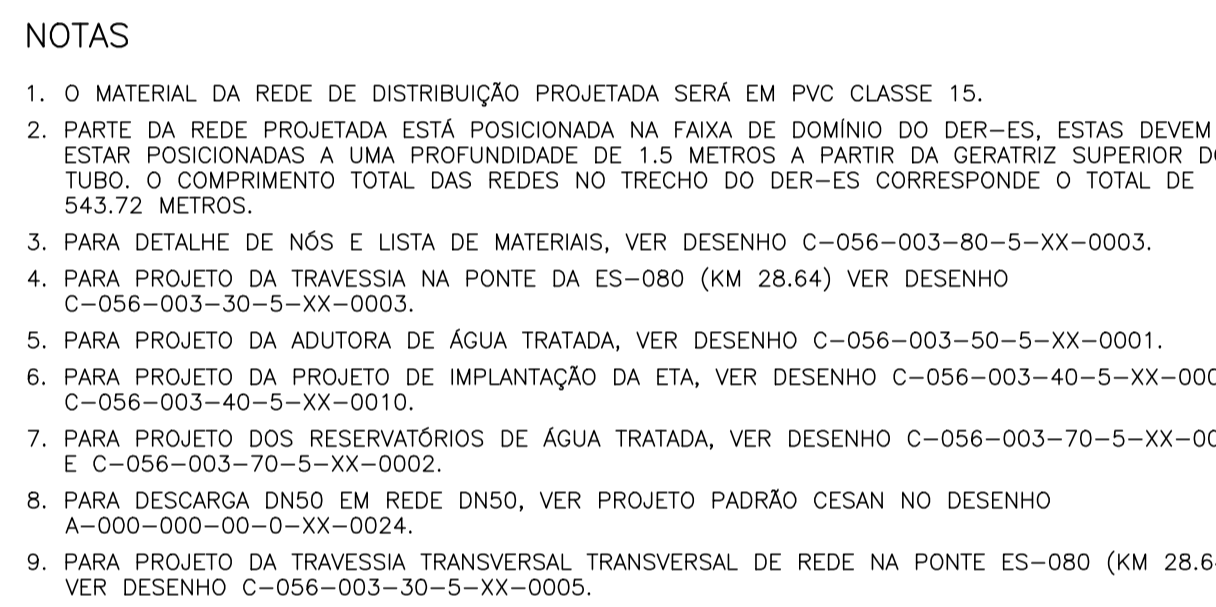 NOTAS
1. O MATERIAL DA REDE DE DISTRIBUIÇÃO PROJETADA SERÁ EM PVC CLASSE 15.
2. PARTE DA REDE PROJETADA ESTÁ POSICIONADA NA FAIXA DE DOMÍNIO DO DER-ES, ESTAS DEVEM
ESTAR POSICIONADAS A UMA PROFUNDIDADE DE 1.5 METROS A PARTIR DA GERATRIZ SUPERIOR
TUBO. O COMPRIMENTO TOTAL DAS REDES NO TRECHO DO DER-ES CORRESPONDE O TOTAL DE
543.72 METROS.
3. PARA DETALHE DE NÓS E LISTA DE MATERIAIS, VER DESENHO C-056-003-80-5-XX-0003.
4. PARA PROJETO DA TRAVESSIA NA PONTE DA ES-080 (KM 28.64) VER DESENHO
C-056-003-30-5-XX-0003.
5. PARA PROJETO DA ADUTORA DE ÁGUA TRATADA, VER DESENHO C-056-003-50-5-XX-0001.
6. PARA PROJETO DA PROJETO DE IMPLANTAÇÃO DA ETA, VER DESENHO
C-056-003-40-5-XX-0010.
7. PARA PROJETO DOS RESERVATÓRIOS DE ÁGUA TRATADA, VER DESENHO
E C-056-003-70-5-XX-0002.
8. PARA DESCARGA DN50 EM REDE DN50, VER PROJETO PADRÃO CESAN NO DESENHO
A-000-000-00-0-XX-0024.
9. PARA PROJETO DA TRAVESSIA TRANSVERSAL TRANSVERSAL DE REDE NA PONTE ES-080 (KM
VER DESENHO C-056-003-30-5-XX-0005.